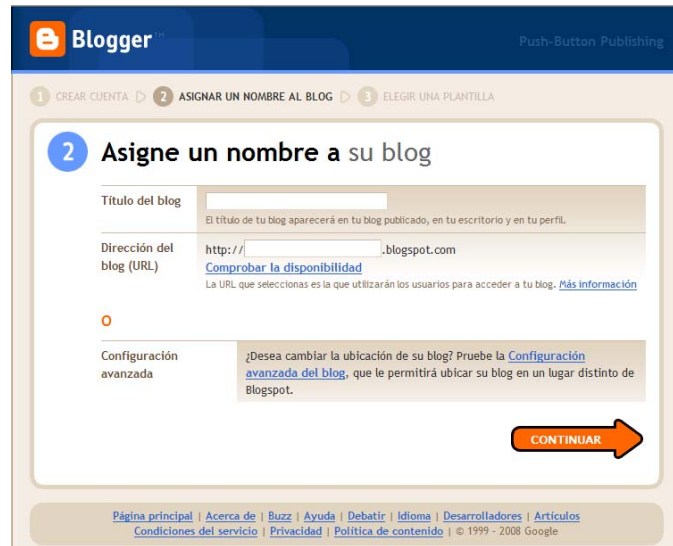 Blogger™
Push-Button Publishing
1 CREAR CUENTA 2 ASIGNAR UN NOMBRE AL BLOG 3 ELEGIR UNA PLANTILLA
2 Asigne un nombre a su blog
Título del blog
El título de tu blog aparecerá en tu blog publicado, en tu escritorio y en tu perfil.
Dirección del blog (URL)
http:// .blogspot.com
Comprobar la disponibilidad
La URL que seleccionas es la que utilizarán los usuarios para acceder a tu blog. Más información
O
Configuración avanzada
¿Desea cambiar la ubicación de su blog? Pruebe la Configuración
avanzada del blog, que le permitirá ubicar su blog en un lugar distinto de
Blogspot.
CONTINUAR
Página principal | Acerca de | Buzz | Ayuda | Debatir | Idioma | Desarrolladores | Artículos
Condiciones del servicio | Privacidad | Política de contenido | © 1999 - 2008 Google